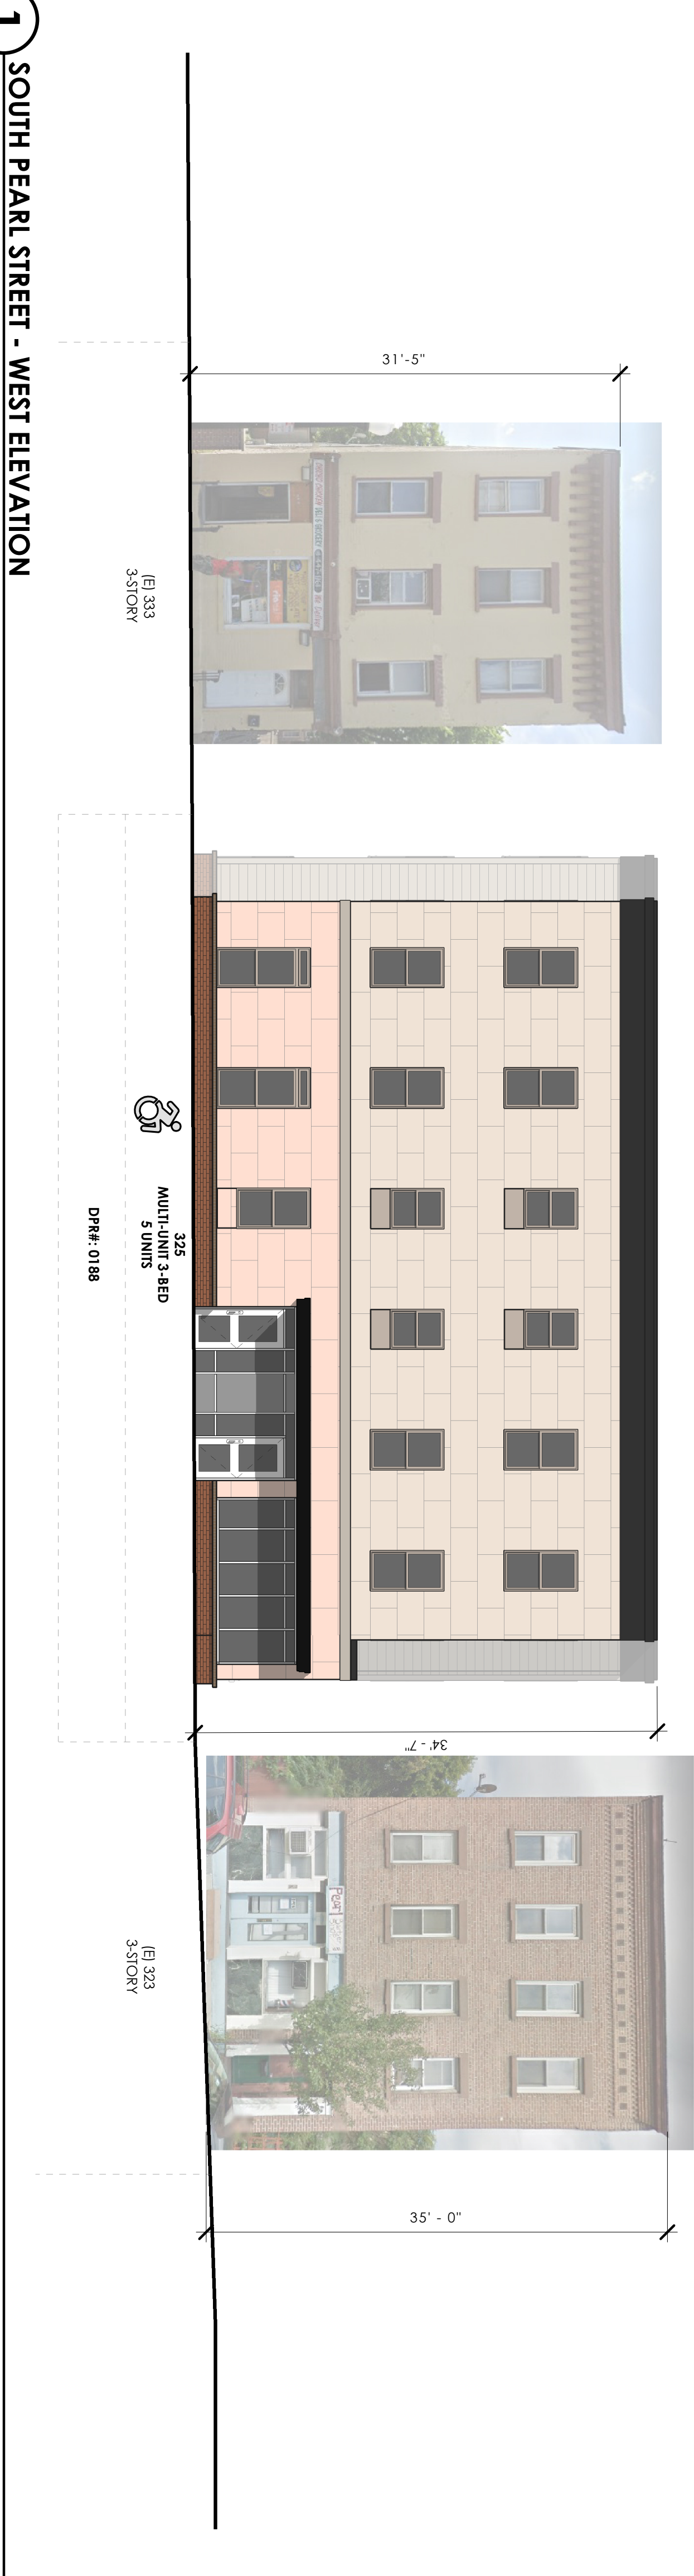 1
SOUTH PEARL STREET - WEST ELEVATION
31'-5"
(E) 333
3-STORY
325
MULTI-UNIT 3-BED
5 UNITS
DPR#: 0188
34' - 7"
(E) 323
3-STORY
35' - 0"
Pearl